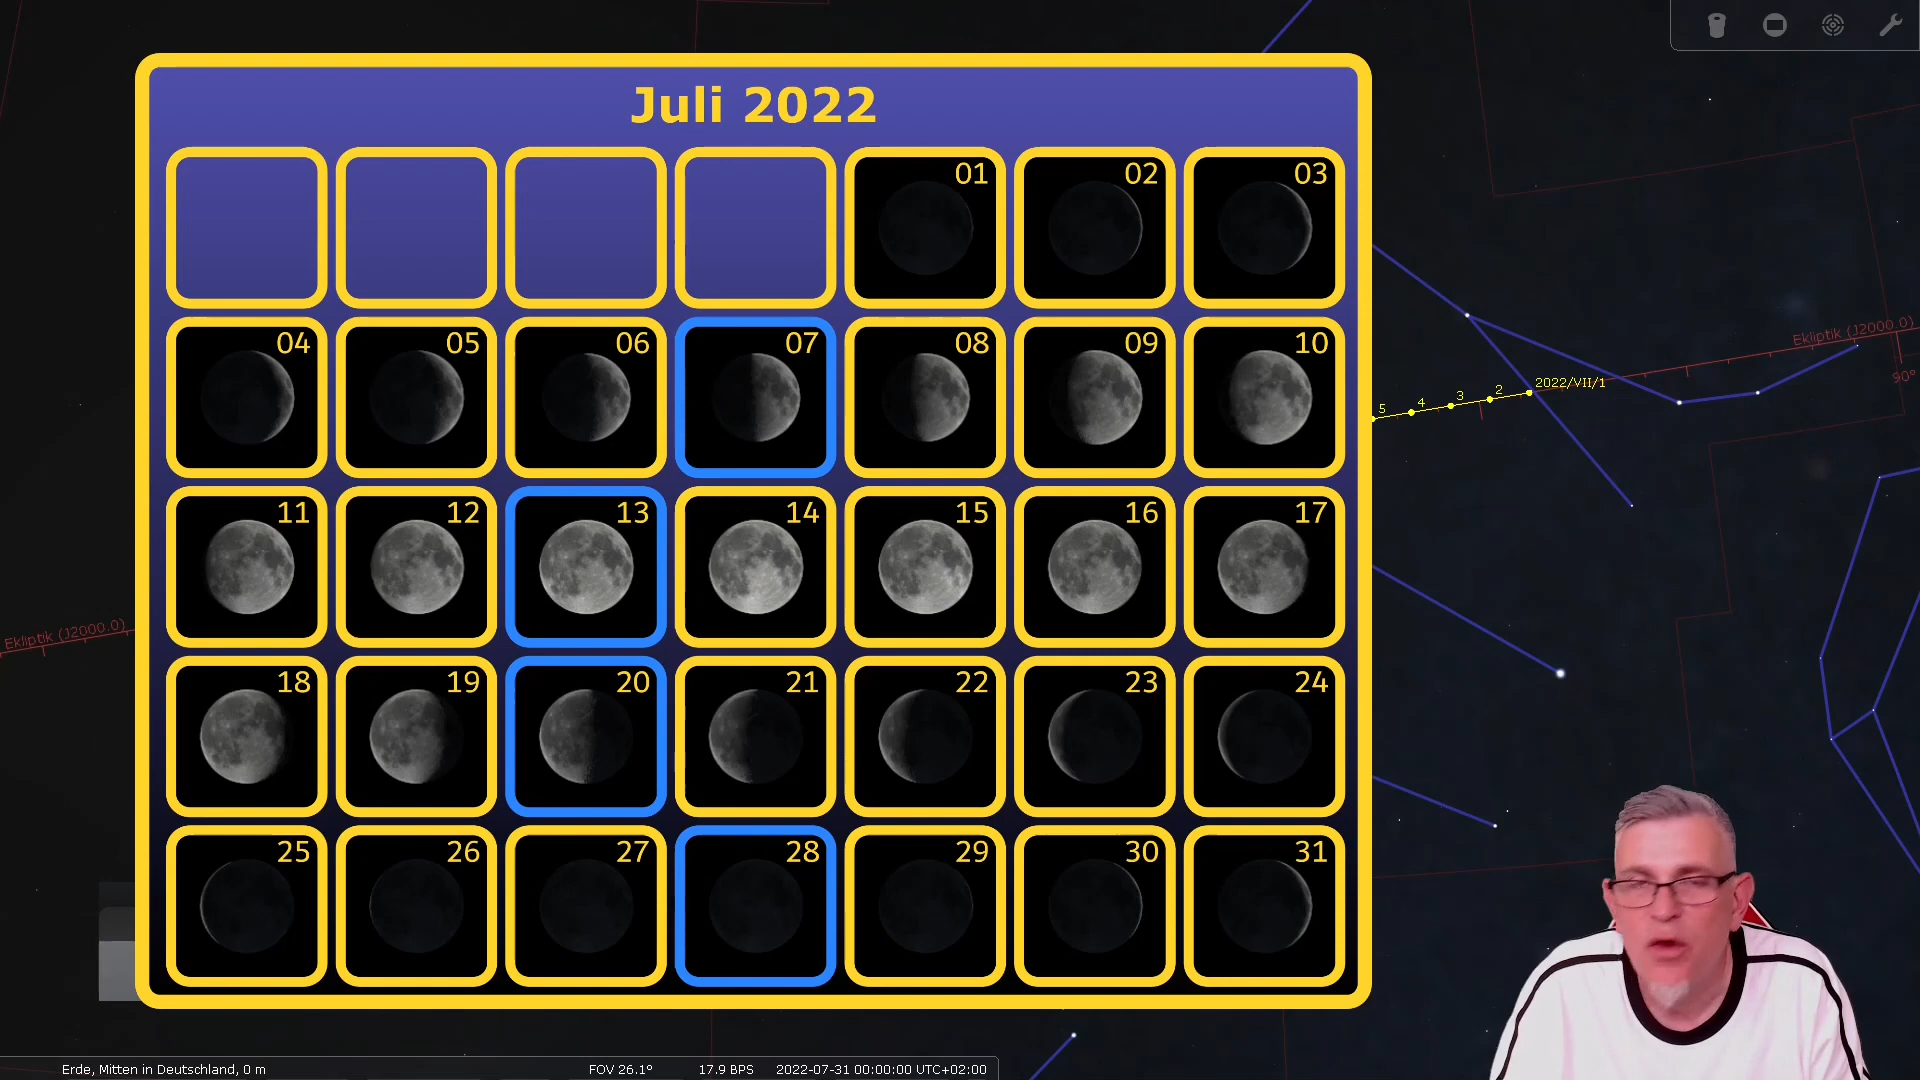 Juli 2022
01 02 03
04 05 06 07 08 09 10
11 12 13 14 15 16 17
18 19 20 21 22 23 24
25 26 27 28 29 30 31
Ekliptik (J2000.0)
90°
2022/VII/1
2
3
4
5
Ekliptik (J2000.0)
Erde, Mitten in Deutschland, 0 m FOV 26.1° 17.9 BPS 2022-07-31 00:00:00 UTC+02:00